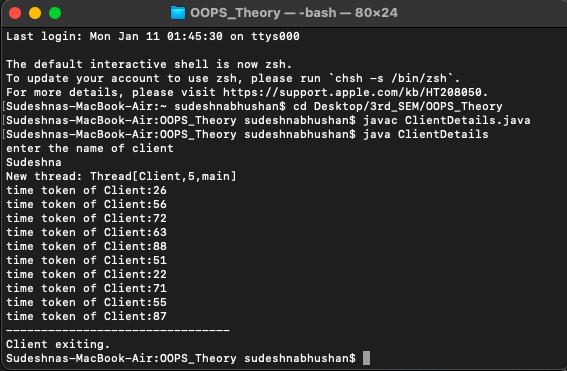 OOPS_Theory — -bash — 80×24
Last login: Mon Jan 11 01:45:30 on ttys000
The default interactive shell is now zsh.
To update your account to use zsh, please run `chsh -s /bin/zsh`.
For more details, please visit https://support.apple.com/kb/HT208050.
[Sudeshnas-MacBook-Air:~ sudeshnabhushan$ cd Desktop/3rd_SEM/OOPS_Theory
[Sudeshnas-MacBook-Air:OOPS_Theory sudeshnabhushan$ javac ClientDetails.java
[Sudeshnas-MacBook-Air:OOPS_Theory sudeshnabhushan$ java ClientDetails
enter the name of client
Sudeshna
New thread: Thread[Client,5,main]
time token of Client:26
time token of Client:56
time token of Client:72
time token of Client:63
time token of Client:88
time token of Client:51
time token of Client:22
time token of Client:71
time token of Client:55
time token of Client:87
--------------------------------
Client exiting.
Sudeshnas-MacBook-Air:OOPS_Theory sudeshnabhushan$